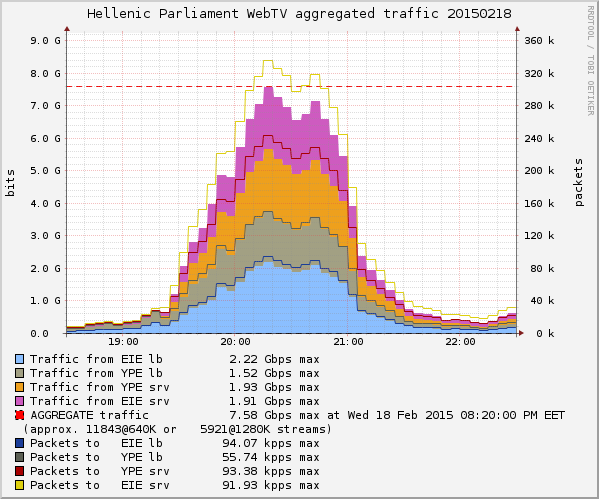 Hellenic Parliament WebTV aggregated traffic 20150218
RRDTOOL / TOBI OETIKER
bits
packets
9.0 G 360 k
8.0 G 320 k
7.0 G 280 k
6.0 G 240 k
5.0 G 200 k
4.0 G 160 k
3.0 G 120 k
2.0 G 80 k
1.0 G 40 k
0.0 0 k
19:00 20:00 21:00 22:00
Traffic from EIE lb 2.22 Gbps max
Traffic from YPE lb 1.52 Gbps max
Traffic from YPE srv 1.93 Gbps max
Traffic from EIE srv 1.91 Gbps max
AGGREGATE traffic 7.58 Gbps max at Wed 18 Feb 2015 08:20:00 PM EET
(approx. 11843@640K or 5921@1280K streams)
Packets to EIE lb 94.07 kpps max
Packets to YPE lb 55.74 kpps max
Packets to YPE srv 93.38 kpps max
Packets to EIE srv 91.93 kpps max